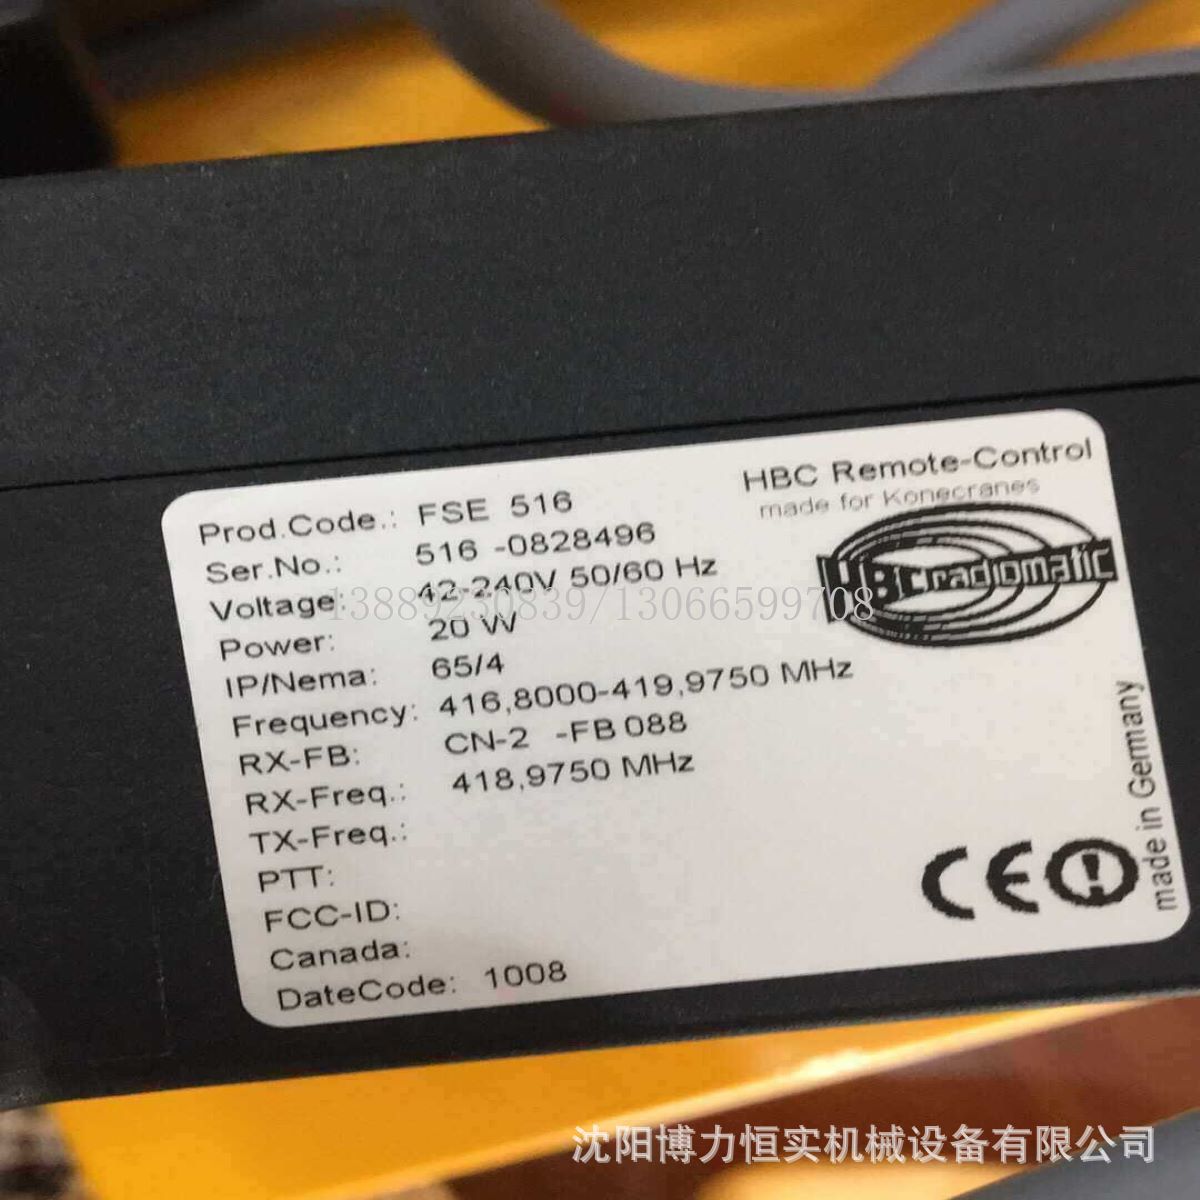 HBC Remote-Control
made for Konecranes
HBC radiomatic
Prod.Code.: FSE 516
Ser.No.: 516 -0828496
Voltage: 42-240V 50/60 Hz
13889230839/13066599708
Power: 20 W
IP/Nema: 65/4
Frequency: 416,8000-419,9750 MHz
RX-FB: CN-2 -FB 088
RX-Freq.: 418,9750 MHz
TX-Freq.:
PTT:
FCC-ID:
Canada:
DateCode: 1008
CE
made in Germany
沈阳博力恒实机械设备有限公司